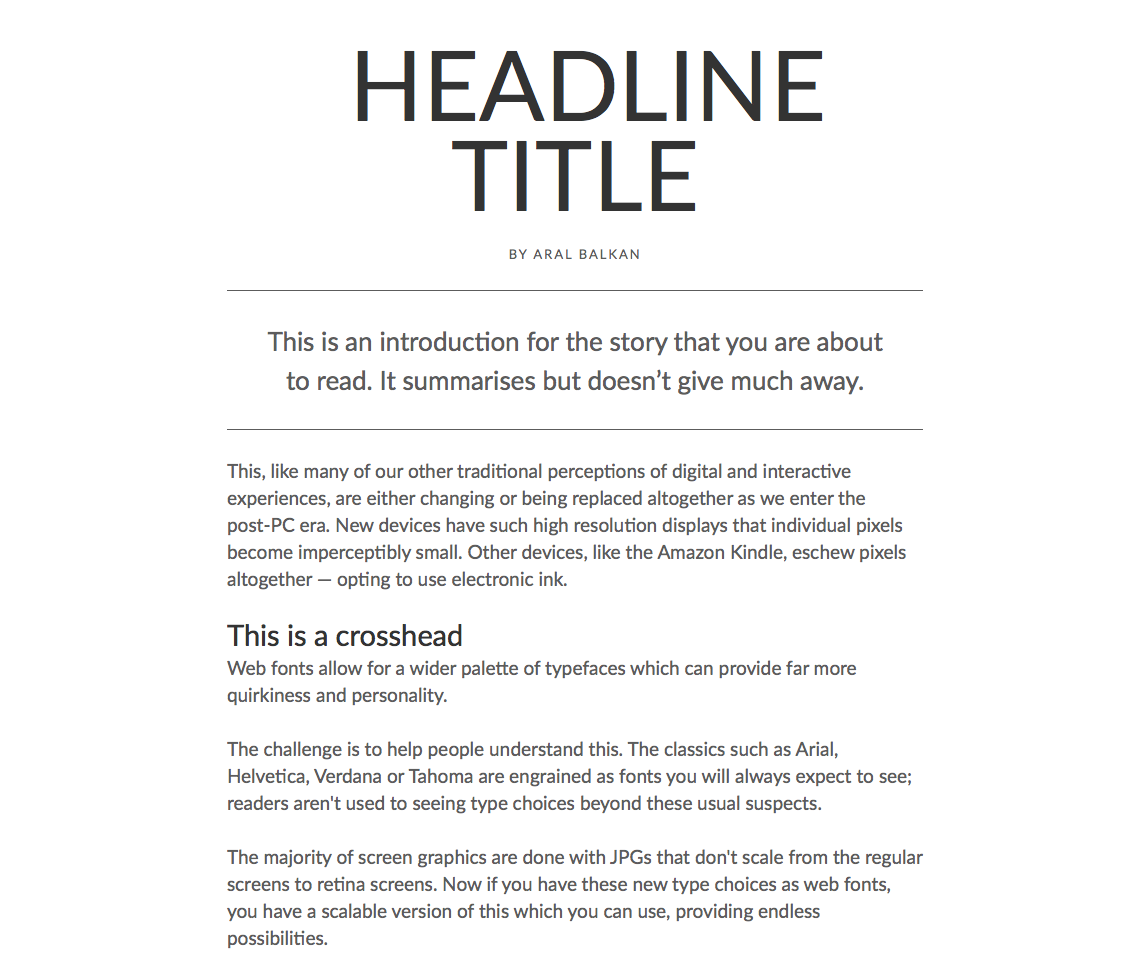 HEADLINE
TITLE
BY ARAL BALKAN
This is an introduction for the story that you are about
to read. It summarises but doesn’t give much away.
This, like many of our other traditional perceptions of digital and interactive
experiences, are either changing or being replaced altogether as we enter the
post-PC era. New devices have such high resolution displays that individual pixels
become imperceptibly small. Other devices, like the Amazon Kindle, eschew pixels
altogether — opting to use electronic ink.
This is a crosshead
Web fonts allow for a wider palette of typefaces which can provide far more
quirkiness and personality.
The challenge is to help people understand this. The classics such as Arial,
Helvetica, Verdana or Tahoma are engrained as fonts you will always expect to see;
readers aren't used to seeing type choices beyond these usual suspects.
The majority of screen graphics are done with JPGs that don't scale from the regular
screens to retina screens. Now if you have these new type choices as web fonts,
you have a scalable version of this which you can use, providing endless
possibilities.